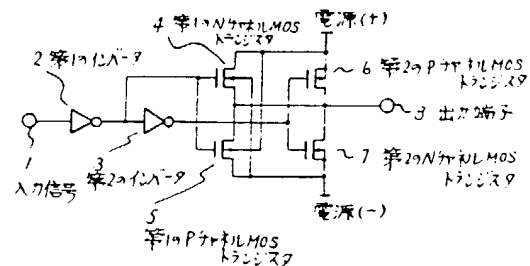 4 第1のNチャネルMOS
トランジスタ
電源(+)
2 第1のインバータ
6 第2のPチャネルMOS
トランジスタ
3 出力端子
1
入力信号
3
第2のインバータ
7 第2のNチャネルMOS
トランジスタ
5
第1のPチャネルMOS
トランジスタ
電源(-)